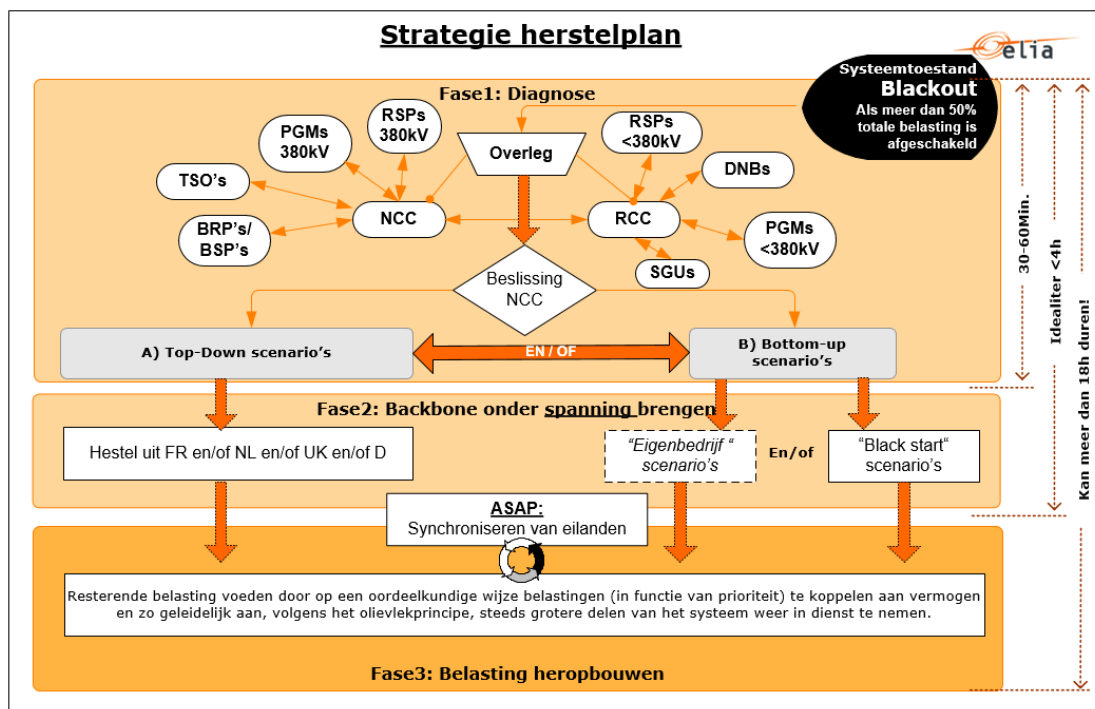 Strategie herstelplan
elia
Systeemtoestand
Blackout
Als meer dan 50%
totale belasting is
afgeschakeld
Fase1: Diagnose
RSPs
380kV
PGMs
380kV
TSO's
BRP's/
BSP's
NCC
Overleg
RSPs
<380kV
DNBs
RCC
PGMs
<380kV
SGUs
Beslissing
NCC
A) Top-Down scenario's
EN / OF
B) Bottom-up
scenario's
30-60Min.
Idealiter <4h
Kan meer dan 18h duren!
Fase2: Backbone onder spanning brengen
Hestel uit FR en/of NL en/of UK en/of D
“Eigenbedrijf “
scenario's
En/of
“Black start“
scenario's
ASAP:
Synchroniseren van eilanden
Resterende belasting voeden door op een oordeelkundige wijze belastingen (in functie van prioriteit) te koppelen aan vermogen
en zo geleidelijk aan, volgens het olievlekprincipe, steeds grotere delen van het systeem weer in dienst te nemen.
Fase3: Belasting heropbouwen